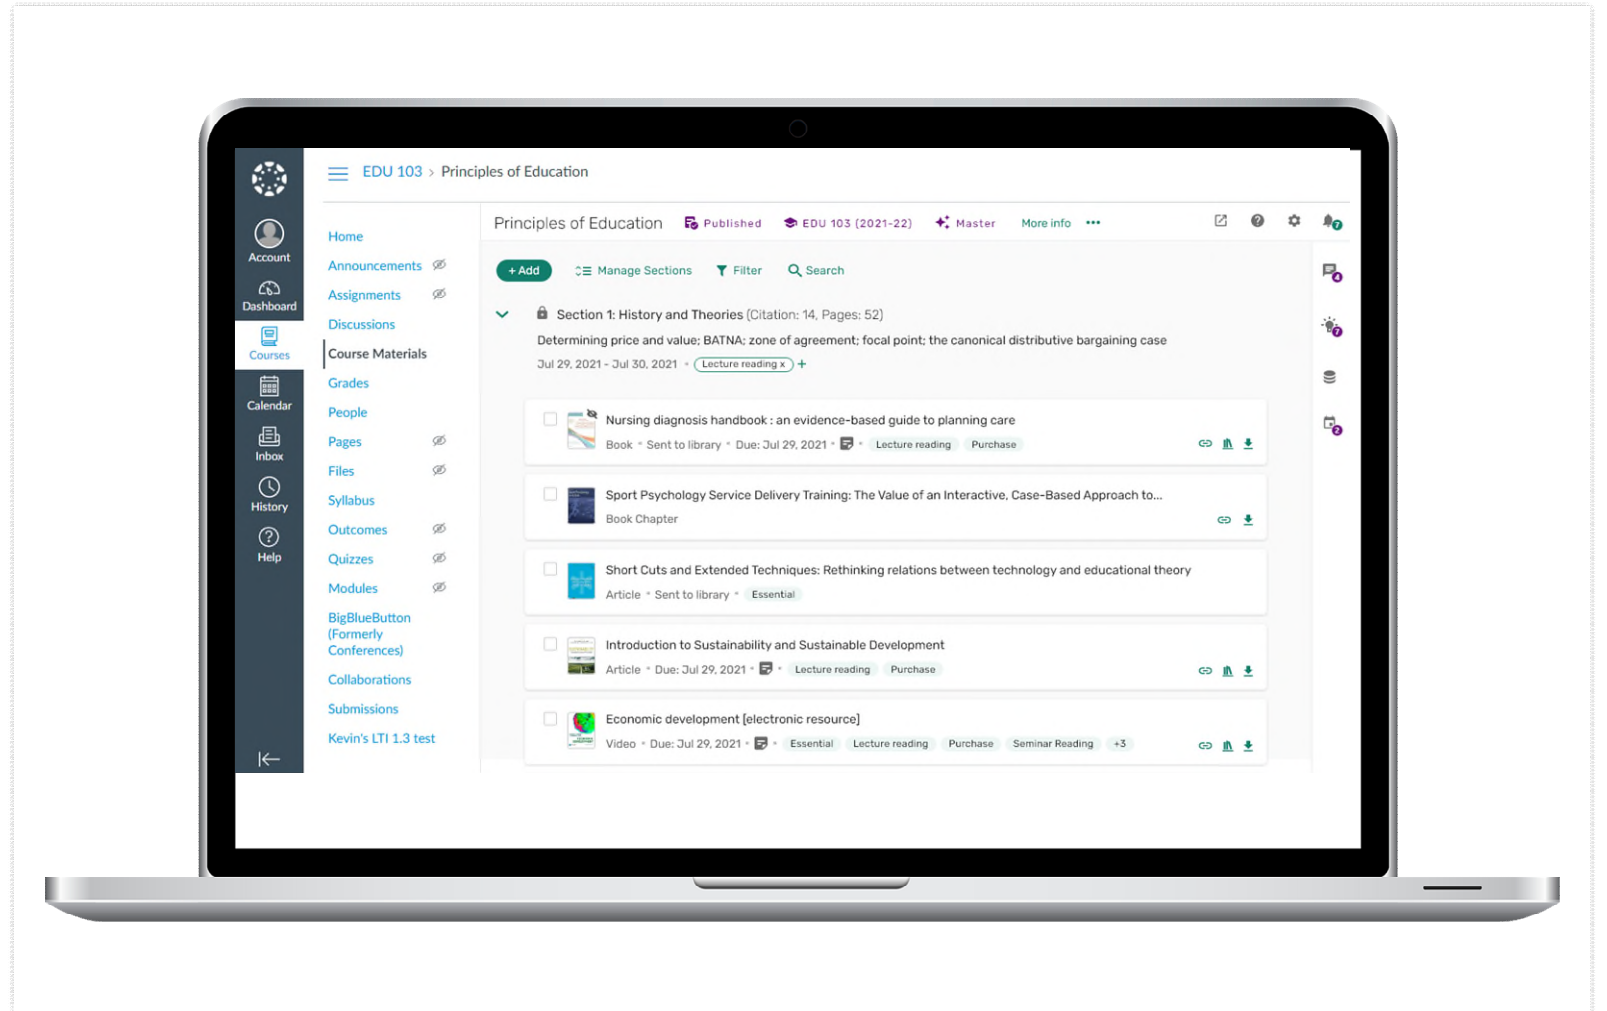 EDU 103 > Principles of Education
Account
Dashboard
Courses
Calendar
Inbox
History
Help
Home
Announcements
Assignments
Discussions
Course Materials
Grades
People
Pages
Files
Syllabus
Outcomes
Quizzes
Modules
BigBlueButton
(Formerly
Conferences)
Collaborations
Submissions
Kevin's LTI 1.3 test
Principles of Education Published EDU 103 (2021-22) Master More info •••
7
+ Add Manage Sections Filter Search
Section 1: History and Theories (Citation: 14, Pages: 52)
Determining price and value; BATNA; zone of agreement; focal point; the canonical distributive bargaining case
Jul 29, 2021 - Jul 30, 2021 • Lecture reading x +
Nursing diagnosis handbook : an evidence-based guide to planning care
Book • Sent to library • Due: Jul 29, 2021 • • Lecture reading Purchase
Sport Psychology Service Delivery Training: The Value of an Interactive, Case-Based Approach to...
Book Chapter
Short Cuts and Extended Techniques: Rethinking relations between technology and educational theory
Article • Sent to library • Essential
Introduction to Sustainability and Sustainable Development
Article • Due: Jul 29, 2021 • • Lecture reading Purchase
Economic development [electronic resource]
Video • Due: Jul 29, 2021 • • Essential Lecture reading Purchase Seminar Reading +3
4
7
2